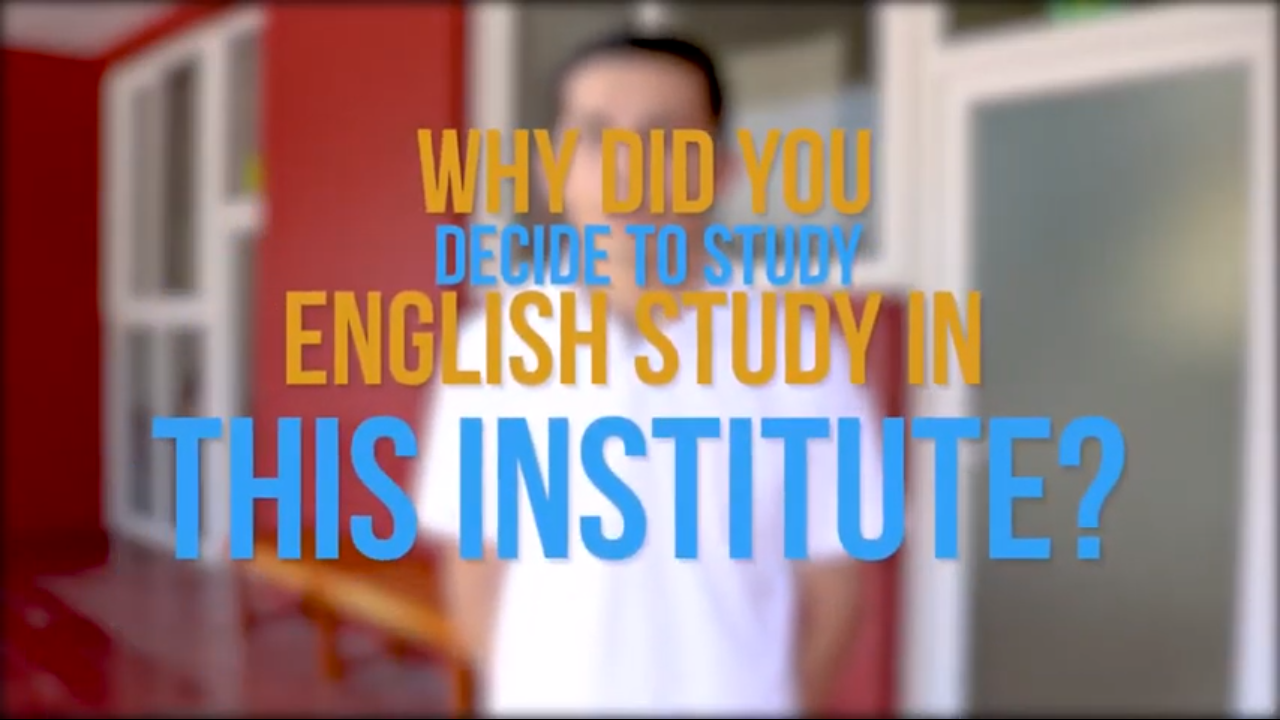 WHY DID YOU
DECIDE TO STUDY
ENGLISH STUDY IN
THIS INSTITUTE?